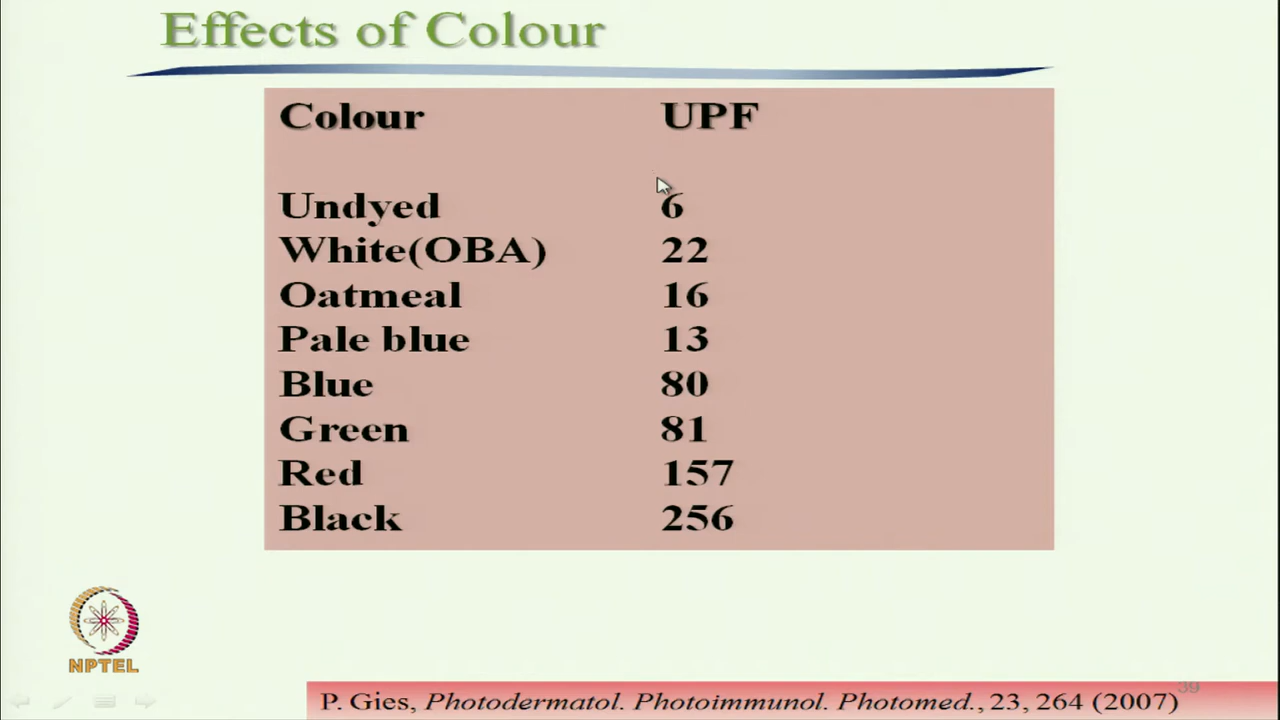 Effects of Colour
Colour UPF
Undyed 6
White(OBA) 22
Oatmeal 16
Pale blue 13
Blue 80
Green 81
Red 157
Black 256
NPTEL
39
P. Gies, Photodermatol. Photoimmunol. Photomed., 23, 264 (2007)